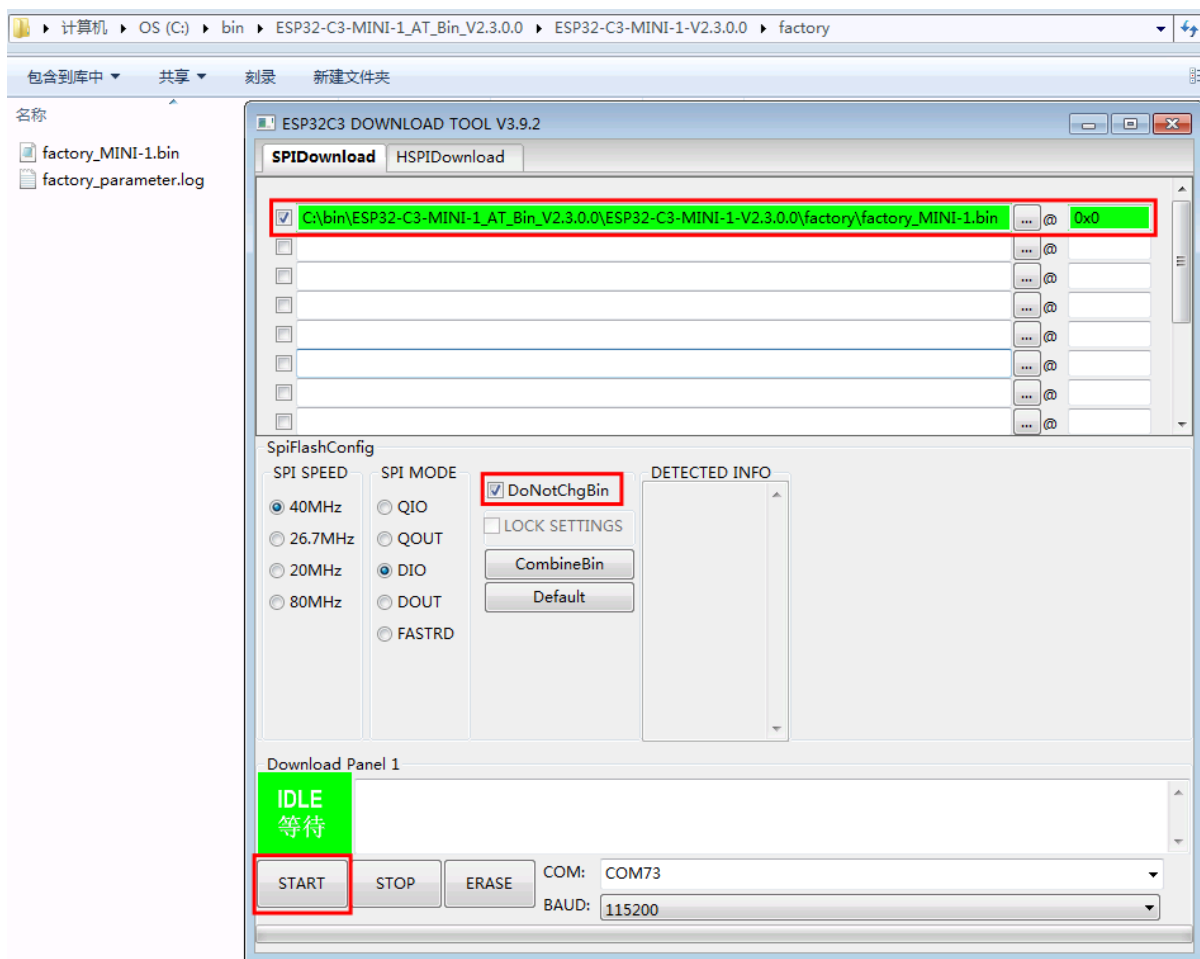 计算机 OS (C:) bin ESP32-C3-MINI-1_AT_Bin_V2.3.0.0 ESP32-C3-MINI-1-V2.3.0.0 factory
包含到库中 共享 刻录 新建文件夹
名称
factory_MINI-1.bin
factory_parameter.log
ESP32C3 DOWNLOAD TOOL V3.9.2
SPIDownload HSPIDownload
C:\bin\ESP32-C3-MINI-1_AT_Bin_V2.3.0.0\ESP32-C3-MINI-1-V2.3.0.0\factory\factory_MINI-1.bin ... @ 0x0
... @
... @
... @
... @
... @
... @
... @
SpiFlashConfig
SPI SPEED
40MHz
26.7MHz
20MHz
80MHz
SPI MODE
QIO
QOUT
DIO
DOUT
FASTRD
DoNotChgBin
LOCK SETTINGS
CombineBin
Default
DETECTED INFO
Download Panel 1
IDLE
等待
START STOP ERASE
COM: COM73
BAUD: 115200